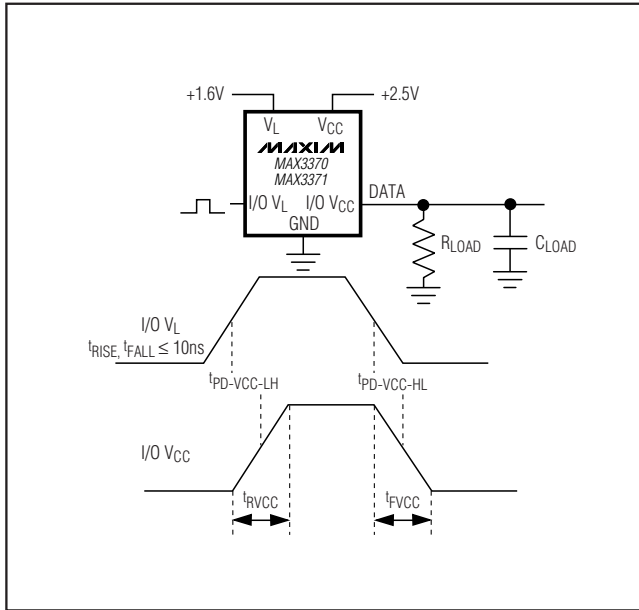 +1.6V +2.5V
VL VCC
MAXIM
MAX3370
MAX3371
I/O VL I/O VCC DATA
GND
RLOAD CLOAD
I/O VL
tRISE, tFALL ≤ 10ns
tPD-VCC-LH tPD-VCC-HL
I/O VCC
tRVCC tFVCC